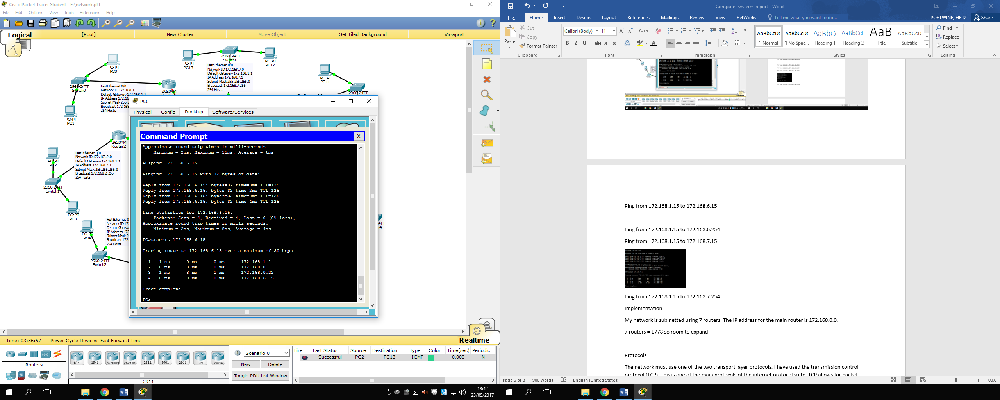 Cisco Packet Tracer Student - F:\network.pkt
File Edit Options View Tools Extensions Help
Logical [Root] New Cluster Move Object Set Tiled Background Viewport
PC-PT
PC0
2960-24TT
Switch0
PC-PT
PC1
FastEthernet 0/0
Network ID 172.168.1.0
Default Gateway 172.168.1.1
IP Address 172.16
Subnet Mask 255.
Broadcast 172.168
254 Hosts
2620XM
PC-PT
PC13
2960-24TT
Switch6
PC-PT
PC12
FastEthernet 0/0
Network ID 172.168.7.0
Default Gateway 172.168.1.1
IP Address 172.168.7.1
Subnet Mask 255.255.255.0
Broadcast 172.168.7.255
254 Hosts
PC-PT
PC11
2960-24TT
FastEthernet 0/0
2620XM
Router2
PC-PT
PC2
FastEthernet 0/0
Network ID 172.168.2.0
Default Gateway 172.168.1.1
IP Address 172.168.2.1
Subnet Mask 255.255.255.0
Broadcast 172.168.2.255
254 Hosts
2960-24TT
Switch1
PC-PT
PC3
PC-PT
PC4
FastEthernet 0
Network ID 17
Default Gatew
IP Address 17
Subnet Mask 2
Broadcast 172
254 Hosts
2960-24TT
Switch2
PC0
Physical Config Desktop Software/Services
Command Prompt X
Approximate round trip times in milli-seconds:
Minimum = 2ms, Maximum = 11ms, Average = 6ms
PC>ping 172.168.6.15
Pinging 172.168.6.15 with 32 bytes of data:
Reply from 172.168.6.15: bytes=32 time=3ms TTL=125
Reply from 172.168.6.15: bytes=32 time=2ms TTL=125
Reply from 172.168.6.15: bytes=32 time=8ms TTL=125
Reply from 172.168.6.15: bytes=32 time=4ms TTL=125
Ping statistics for 172.168.6.15:
Packets: Sent = 4, Received = 4, Lost = 0 (0% loss),
Approximate round trip times in milli-seconds:
Minimum = 2ms, Maximum = 8ms, Average = 4ms
PC>tracert 172.168.6.15
Tracing route to 172.168.6.15 over a maximum of 30 hops:
1 1 ms 0 ms 0 ms 172.168.1.1
2 0 ms 3 ms 0 ms 172.168.0.1
3 1 ms 3 ms 1 ms 172.168.0.22
4 0 ms 0 ms 0 ms 172.168.6.15
Trace complete.
PC>
Time: 03:36:57 Power Cycle Devices Fast Forward Time Realtime
Routers
1841 1941 2620XM 2621XM 2811 2901 2911 819 Generic
2911
Scenario 0
New Delete
Toggle PDU List Window
Fire Last Status Source Destination Type Color Time(sec) Periodic
Successful PC2 PC13 ICMP 0.000 N
18:42
23/05/2017
Computer systems report - Word
File Home Insert Design Layout References Mailings Review View RefWorks Tell me what you want to do... PORTWINE, HEIDI Share
Paste Cut
Copy
Format Painter
Clipboard
Calibri (Body) 11
Font
Paragraph
AaBbCcDc AaBbCcDc AaBbC AaBbCcD AaB AaBbCcD
¶ Normal ¶ No Spac... Heading 1 Heading 2 Title Subtitle
Styles
Find
Replace
Select
Editing
Ping from 172.168.1.15 to 172.168.6.15
Ping from 172.168.1.15 to 172.168.6.254
Ping from 172.168.1.15 to 172.168.7.15
Ping from 172.168.1.15 to 172.168.7.254
Implementation
My network is sub netted using 7 routers. The IP address for the main router is 172.168.0.0.
7 routers = 1778 so room to expand
Protocols
The network must use one of the two transport layer protocols. I have used the transmission control
protocol (TCP). This is one of the main protocols of the internet protocol suite. TCP allows for packet
Page 6 of 8 900 words English (United States) 100%